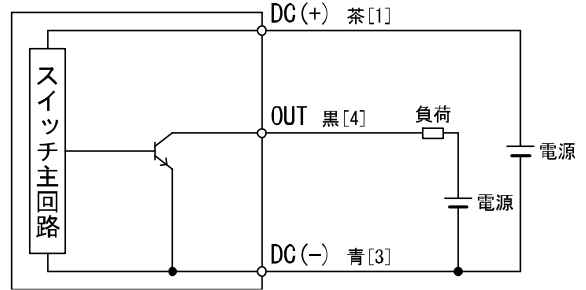 DC(+) 茶[1]
スイッチ主回路
OUT 黒[4]
負荷
電源
電源
DC(-) 青[3]